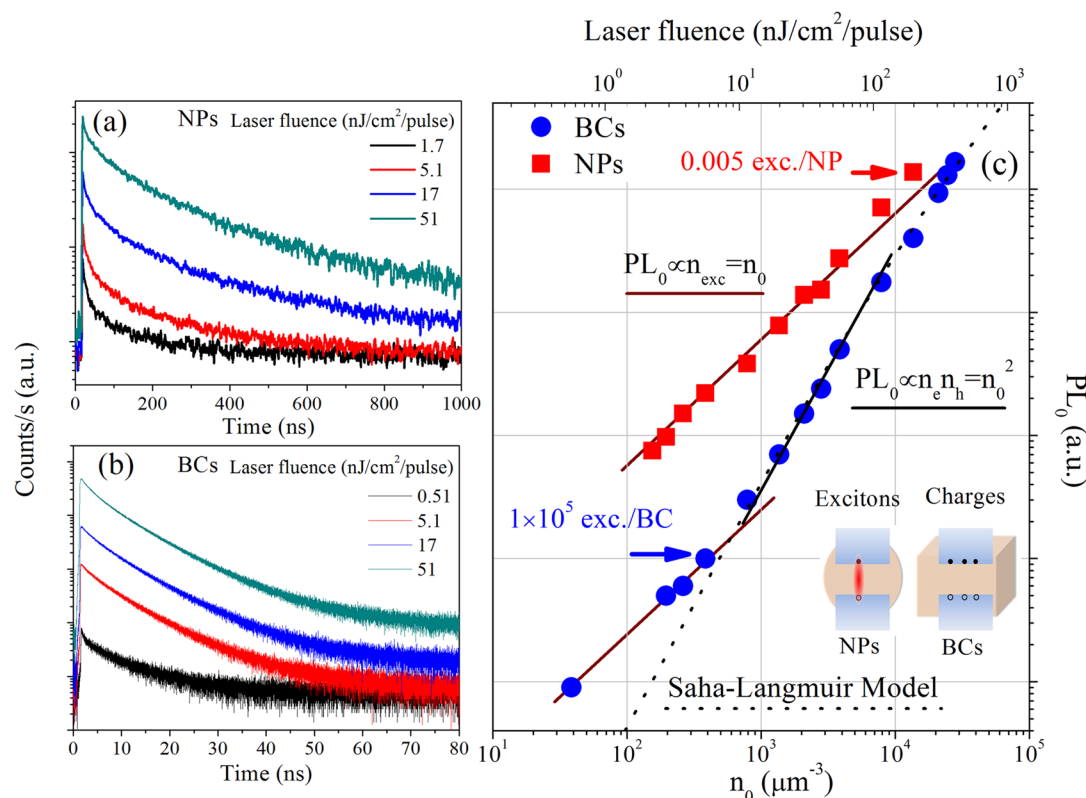 Counts/s (a.u.)
(a)
NPs
Laser fluence (nJ/cm²/pulse)
1.7
5.1
17
51
0 200 400 600 800 1000
Time (ns)
(b)
BCs
Laser fluence (nJ/cm²/pulse)
0.51
5.1
17
51
0 10 20 30 40 50 60 70 80
Time (ns)
Laser fluence (nJ/cm²/pulse)
10⁰ 10¹ 10² 10³
BCs
NPs
0.005 exc./NP
(c)
PL₀∝n_exc=n₀
PL₀∝nₑn_h=n₀²
1×10⁵ exc./BC
Excitons
Charges
NPs
BCs
Saha-Langmuir Model
PL₀ (a.u.)
10¹ 10² 10³ 10⁴ 10⁵
n₀ (μm⁻³)